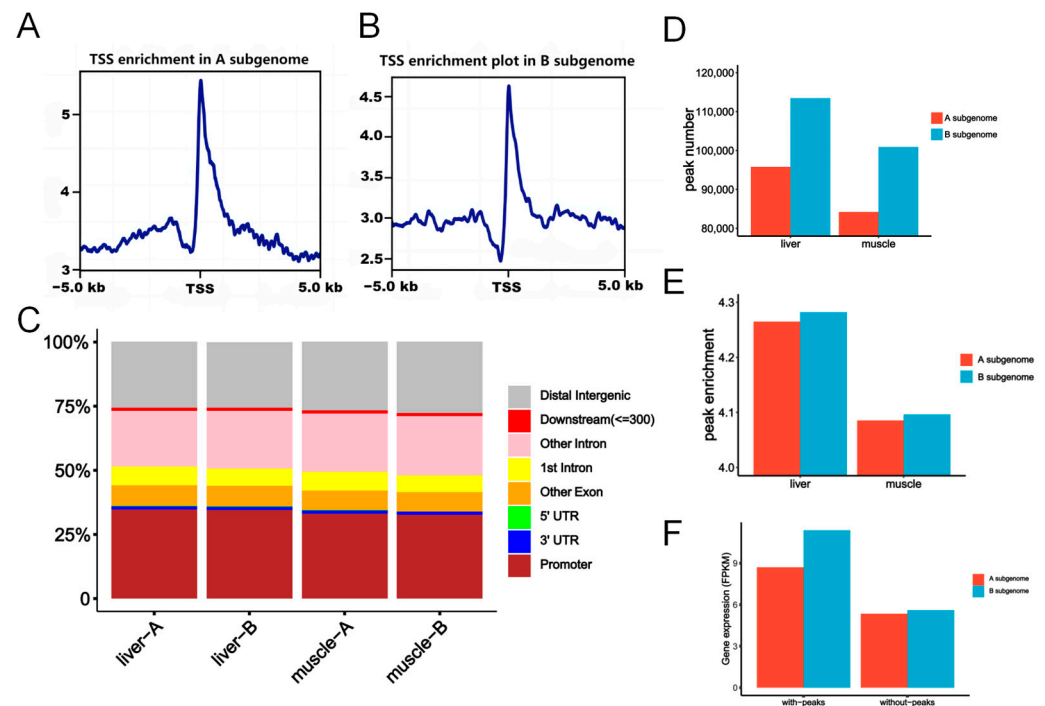 A
TSS enrichment in A subgenome
5
4
3
−5.0 kb
TSS
5.0 kb
B
TSS enrichment plot in B subgenome
4.5
4.0
3.5
3.0
2.5
−5.0 kb
TSS
5.0 kb
C
100%
75%
50%
25%
0
liver−A
liver−B
muscle−A
muscle−B
Distal Intergenic
Downstream(<=300)
Other Intron
1st Intron
Other Exon
5' UTR
3' UTR
Promoter
D
peak number
120,000
110,000
100,000
90,000
80,000
liver
muscle
A subgenome
B subgenome
E
peak enrichment
4.3
4.2
4.1
4.0
liver
muscle
A subgenome
B subgenome
F
Gene expression (FPKM)
9
6
3
0
with−peaks
without−peaks
A subgenome
B subgenome